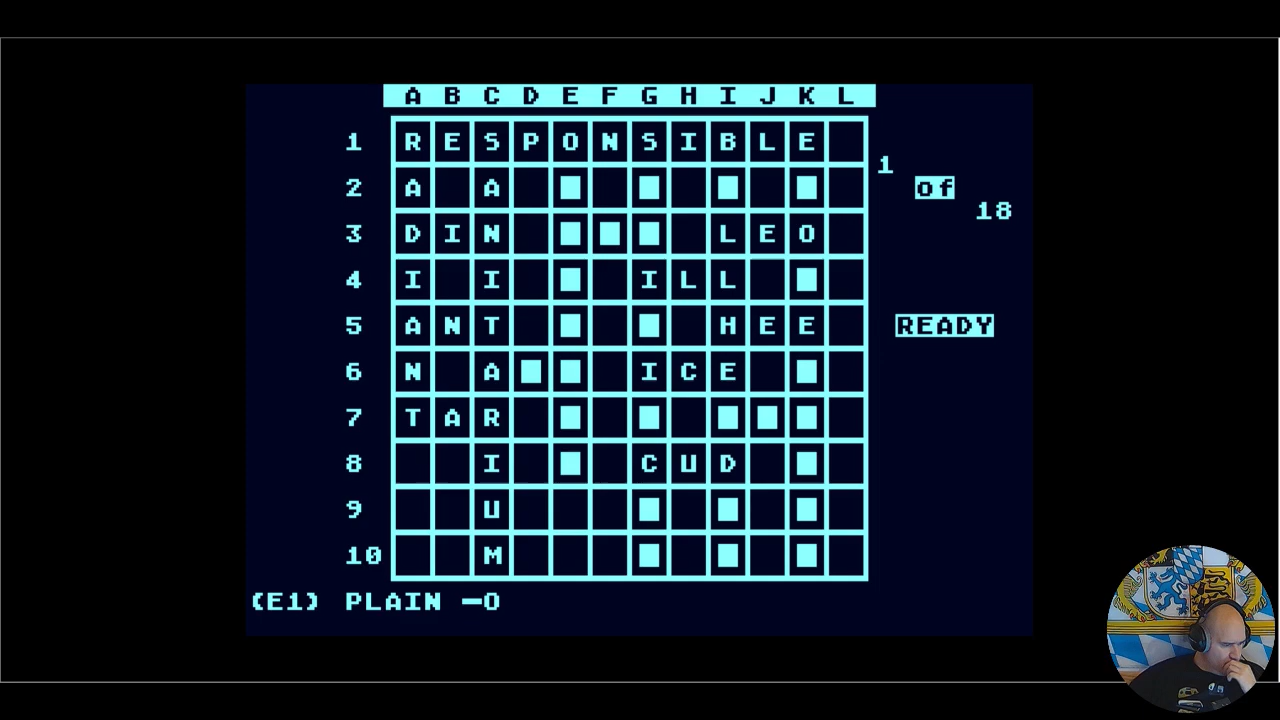 A B C D E F G H I J K L
1 R E S P O N S I B L E
1
2 A A
of
18
3 D I N L E O
4 I I I L L
5 A N T H E E
READY
6 N A I C E
7 T A R
8 I C U D
9 U
10 M
(E1) PLAIN -O